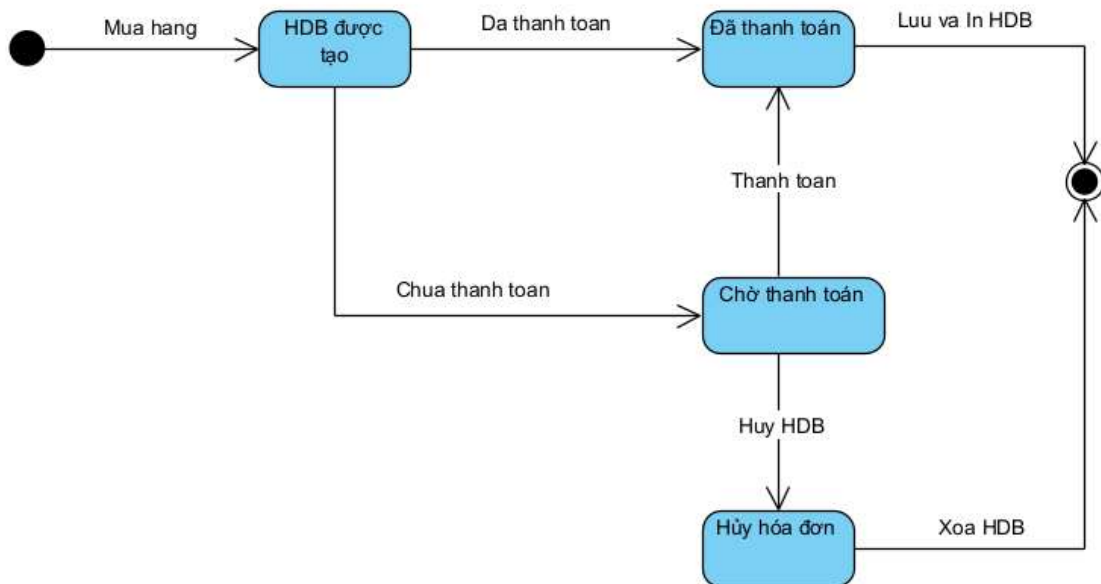 Mua hang
HDB được
tạo
Da thanh toan
Đã thanh toán
Luu va In HDB
Thanh toan
Chua thanh toan
Chờ thanh toán
Huy HDB
Hủy hóa đơn
Xoa HDB